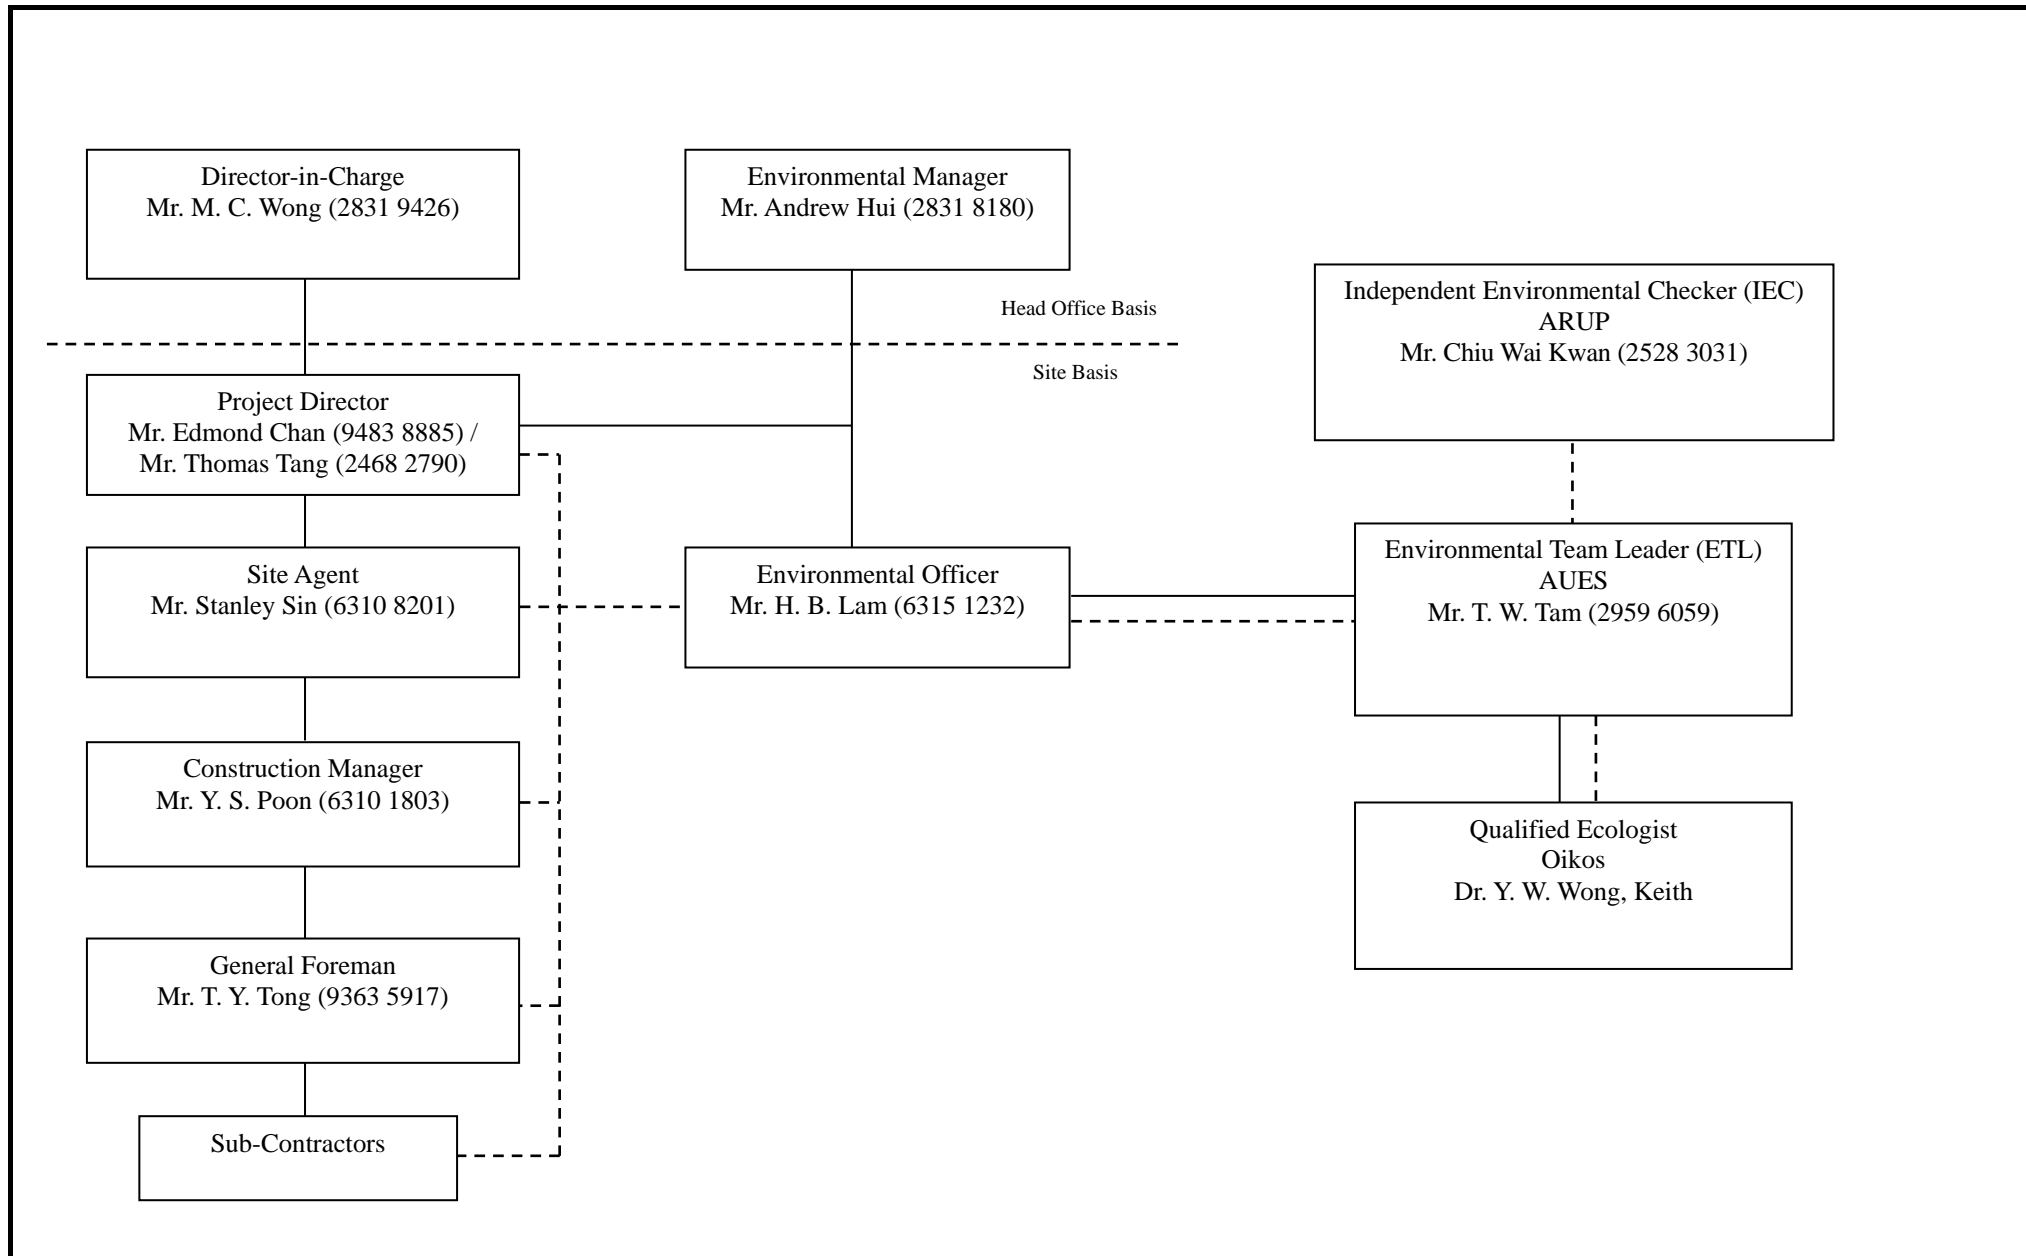 Director-in-Charge
Mr. M. C. Wong (2831 9426)
Environmental Manager
Mr. Andrew Hui (2831 8180)
Independent Environmental Checker (IEC)
ARUP
Mr. Chiu Wai Kwan (2528 3031)
Head Office Basis
Site Basis
Project Director
Mr. Edmond Chan (9483 8885) /
Mr. Thomas Tang (2468 2790)
Site Agent
Mr. Stanley Sin (6310 8201)
Environmental Officer
Mr. H. B. Lam (6315 1232)
Environmental Team Leader (ETL)
AUES
Mr. T. W. Tam (2959 6059)
Construction Manager
Mr. Y. S. Poon (6310 1803)
Qualified Ecologist
Oikos
Dr. Y. W. Wong, Keith
General Foreman
Mr. T. Y. Tong (9363 5917)
Sub-Contractors